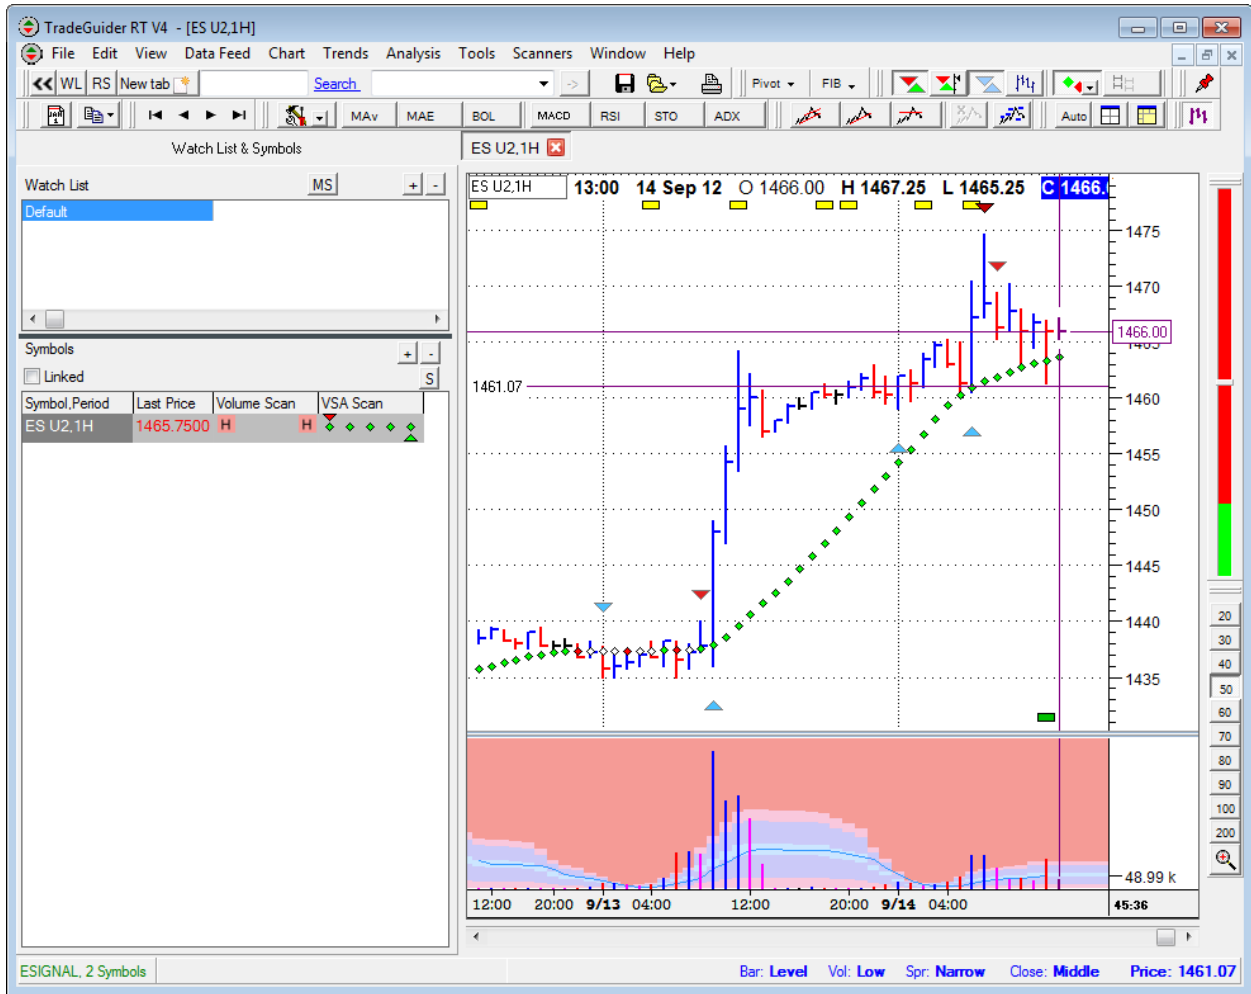 TradeGuider RT V4 - [ES U2,1H]
File Edit View Data Feed Chart Trends Analysis Tools Scanners Window Help
WL RS New tab Search Pivot FIB
MAv MAE BOL MACD RSI STO ADX Auto
Watch List & Symbols
ES U2,1H
Watch List MS + -
Default
Symbols + -
Linked S
Symbol,Period Last Price Volume Scan VSA Scan
ES U2,1H 1465.7500 H H
ES U2,1H 13:00 14 Sep 12 O 1466.00 H 1467.25 L 1465.25 C 1466.
1475
1470
1466.00
1465
1461.07
1460
1455
1450
1445
1440
1435
48.99 k
12:00 20:00 9/13 04:00 12:00 20:00 9/14 04:00 45:36
20
30
40
50
60
70
80
90
100
200
ESIGNAL, 2 Symbols Bar: Level Vol: Low Spr: Narrow Close: Middle Price: 1461.07